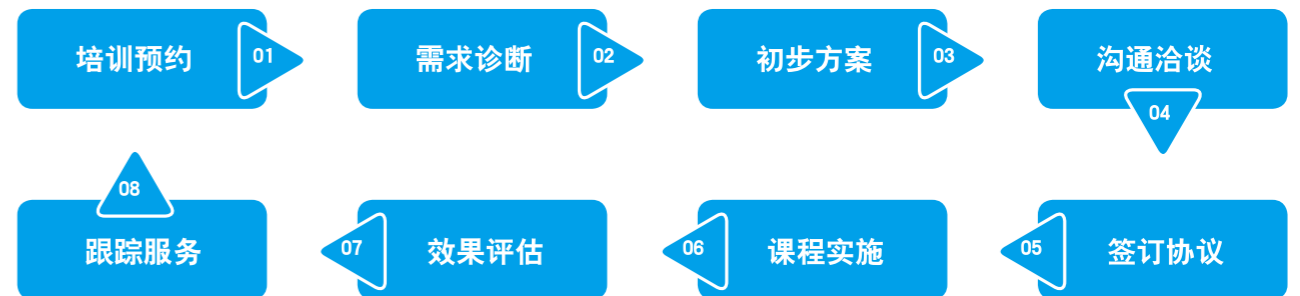 培训预约
01
需求诊断
02
初步方案
03
沟通洽谈
04
签订协议
05
课程实施
06
效果评估
07
跟踪服务
08